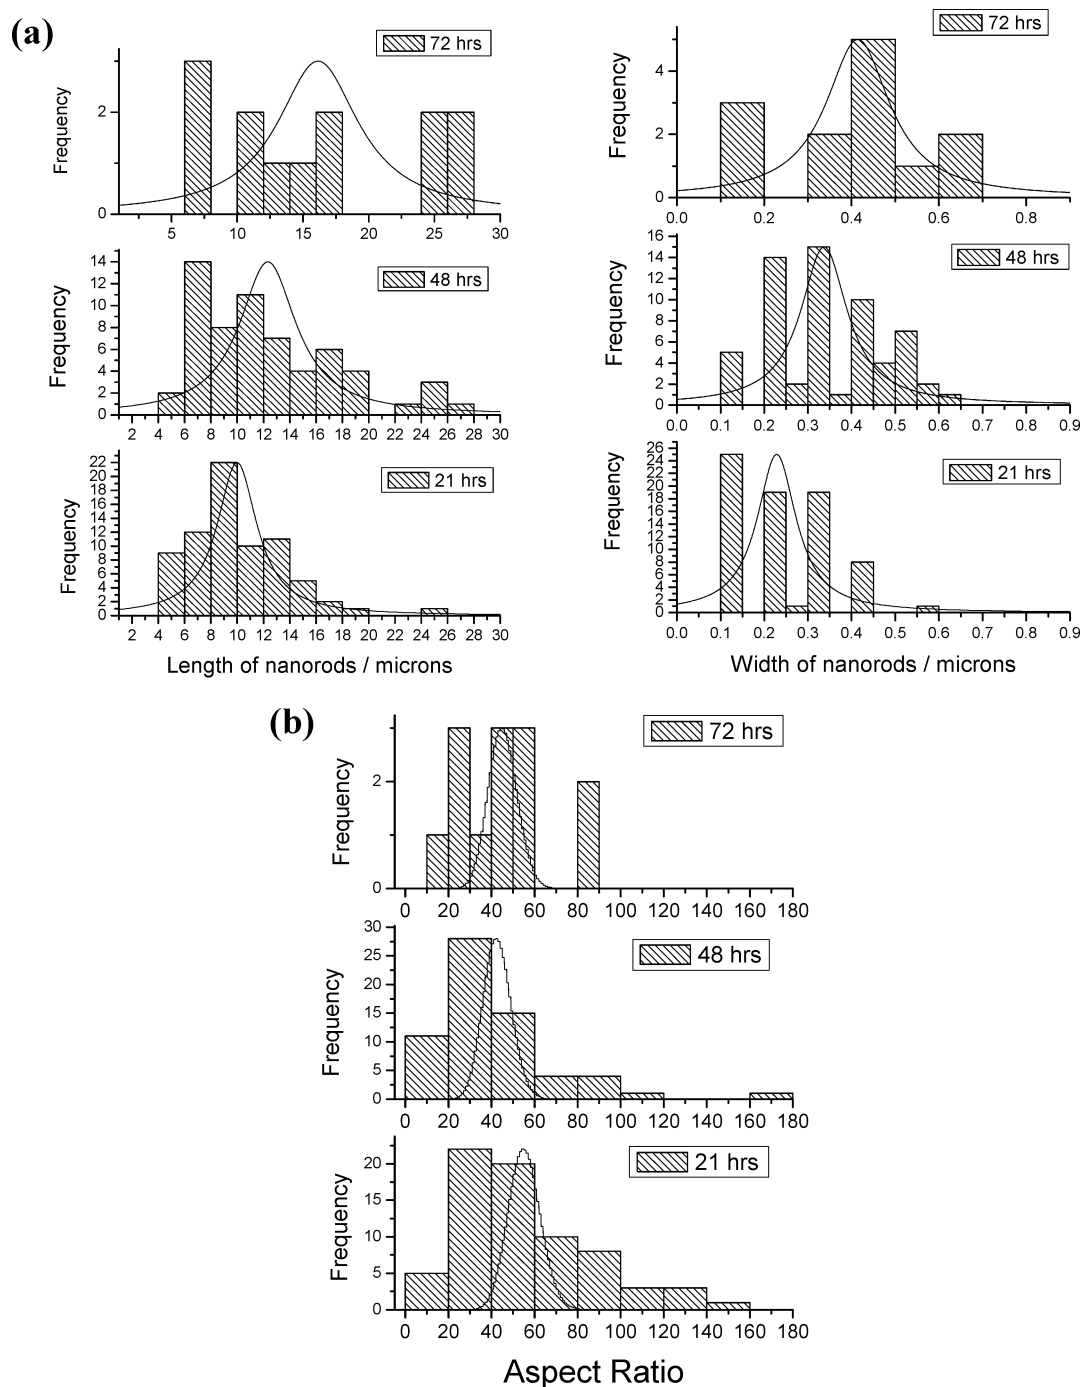 (a)
72 hrs
Frequency
2
0
5 10 15 20 25 30
48 hrs
Frequency
14
12
10
8
6
4
2
0
2 4 6 8 10 12 14 16 18 20 22 24 26 28 30
21 hrs
Frequency
22
20
18
16
14
12
10
8
6
4
2
0
2 4 6 8 10 12 14 16 18 20 22 24 26 28 30
Length of nanorods / microns
72 hrs
Frequency
4
2
0
0.0 0.2 0.4 0.6 0.8
48 hrs
Frequency
16
14
12
10
8
6
4
2
0
0.0 0.1 0.2 0.3 0.4 0.5 0.6 0.7 0.8 0.9
21 hrs
Frequency
26
24
22
20
18
16
14
12
10
8
6
4
2
0
0.0 0.1 0.2 0.3 0.4 0.5 0.6 0.7 0.8 0.9
Width of nanorods / microns
(b)
72 hrs
Frequency
2
0
0 20 40 60 80 100 120 140 160 180
48 hrs
Frequency
30
25
20
15
10
5
0
0 20 40 60 80 100 120 140 160 180
21 hrs
Frequency
20
15
10
5
0
0 20 40 60 80 100 120 140 160 180
Aspect Ratio